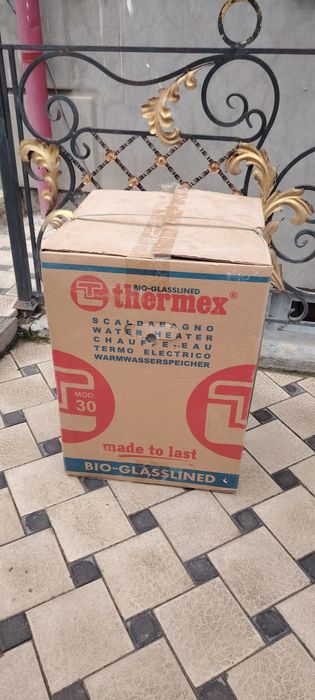 BIO-GLASSLINED
thermex®
SCALDABAGNO
WATER HEATER
CHAUFFE-EAU
TERMO ELECTRICO
WARMWASSERSPEICHER
MOD.
30
made to last
BIO-GLASSLINED